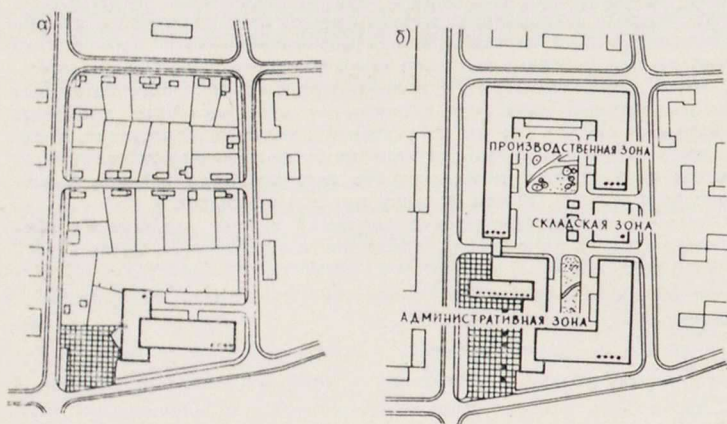 а)
б)
ПРОИЗВОДСТВЕННАЯ ЗОНА
СКЛАДСКАЯ ЗОНА
АДМИНИСТРАТИВНАЯ ЗОНА